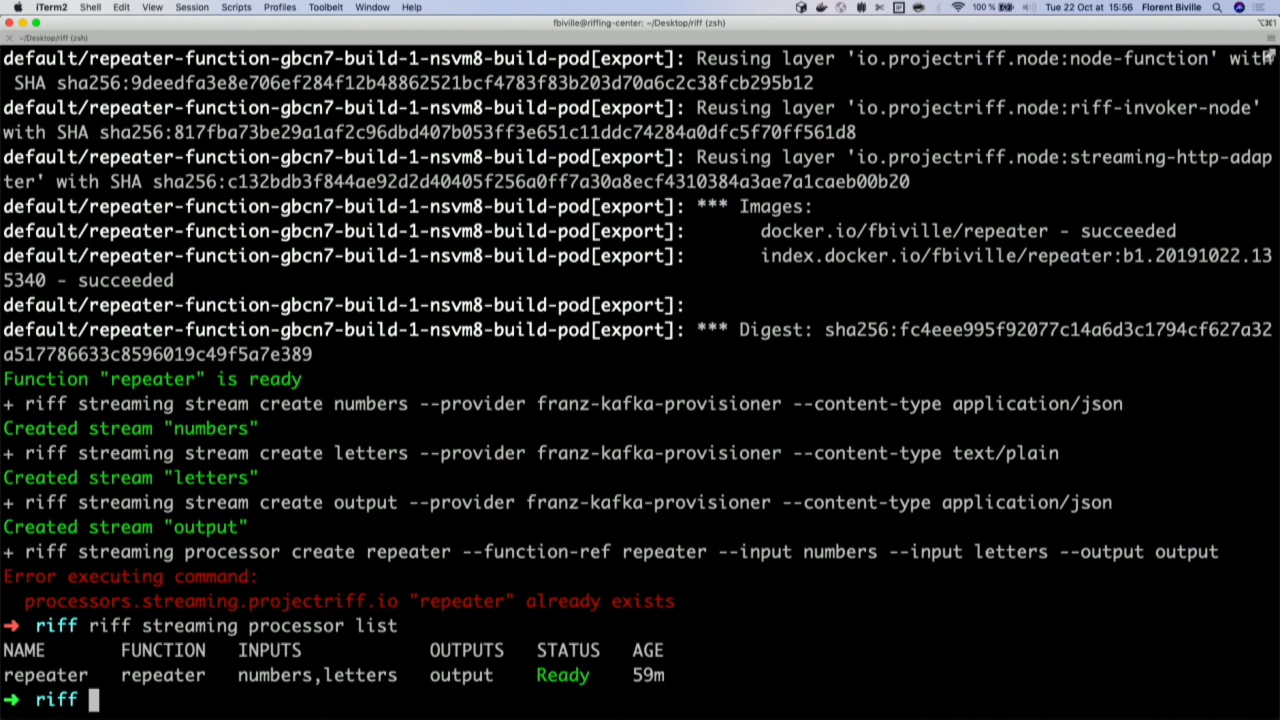 iTerm2 Shell Edit View Session Scripts Profiles Toolbelt Window Help 100 % Tue 22 Oct at 15:56 Florent Biville
fbiville@riffing-center: ~/Desktop/riff (zsh)
~/Desktop/riff (zsh)
default/repeater-function-gbcn7-build-1-nsvm8-build-pod[export]: Reusing layer 'io.projectriff.node:node-function' with
SHA sha256:9deedfa3e8e706ef284f12b48862521bcf4783f83b203d70a6c2c38fcb295b12
default/repeater-function-gbcn7-build-1-nsvm8-build-pod[export]: Reusing layer 'io.projectriff.node:riff-invoker-node'
with SHA sha256:817fba73be29a1af2c96dbd407b053ff3e651c11ddc74284a0dfc5f70ff561d8
default/repeater-function-gbcn7-build-1-nsvm8-build-pod[export]: Reusing layer 'io.projectriff.node:streaming-http-adap
ter' with SHA sha256:c132bdb3f844ae92d2d40405f256a0ff7a30a8ecf4310384a3ae7a1caeb00b20
default/repeater-function-gbcn7-build-1-nsvm8-build-pod[export]: *** Images:
default/repeater-function-gbcn7-build-1-nsvm8-build-pod[export]: docker.io/fbiville/repeater - succeeded
default/repeater-function-gbcn7-build-1-nsvm8-build-pod[export]: index.docker.io/fbiville/repeater:b1.20191022.13
5340 - succeeded
default/repeater-function-gbcn7-build-1-nsvm8-build-pod[export]:
default/repeater-function-gbcn7-build-1-nsvm8-build-pod[export]: *** Digest: sha256:fc4eee995f92077c14a6d3c1794cf627a32
a517786633c8596019c49f5a7e389
Function "repeater" is ready
+ riff streaming stream create numbers --provider franz-kafka-provisioner --content-type application/json
Created stream "numbers"
+ riff streaming stream create letters --provider franz-kafka-provisioner --content-type text/plain
Created stream "letters"
+ riff streaming stream create output --provider franz-kafka-provisioner --content-type application/json
Created stream "output"
+ riff streaming processor create repeater --function-ref repeater --input numbers --input letters --output output
Error executing command:
processors.streaming.projectriff.io "repeater" already exists
➜ riff riff streaming processor list
NAME FUNCTION INPUTS OUTPUTS STATUS AGE
repeater repeater numbers,letters output Ready 59m
➜ riff